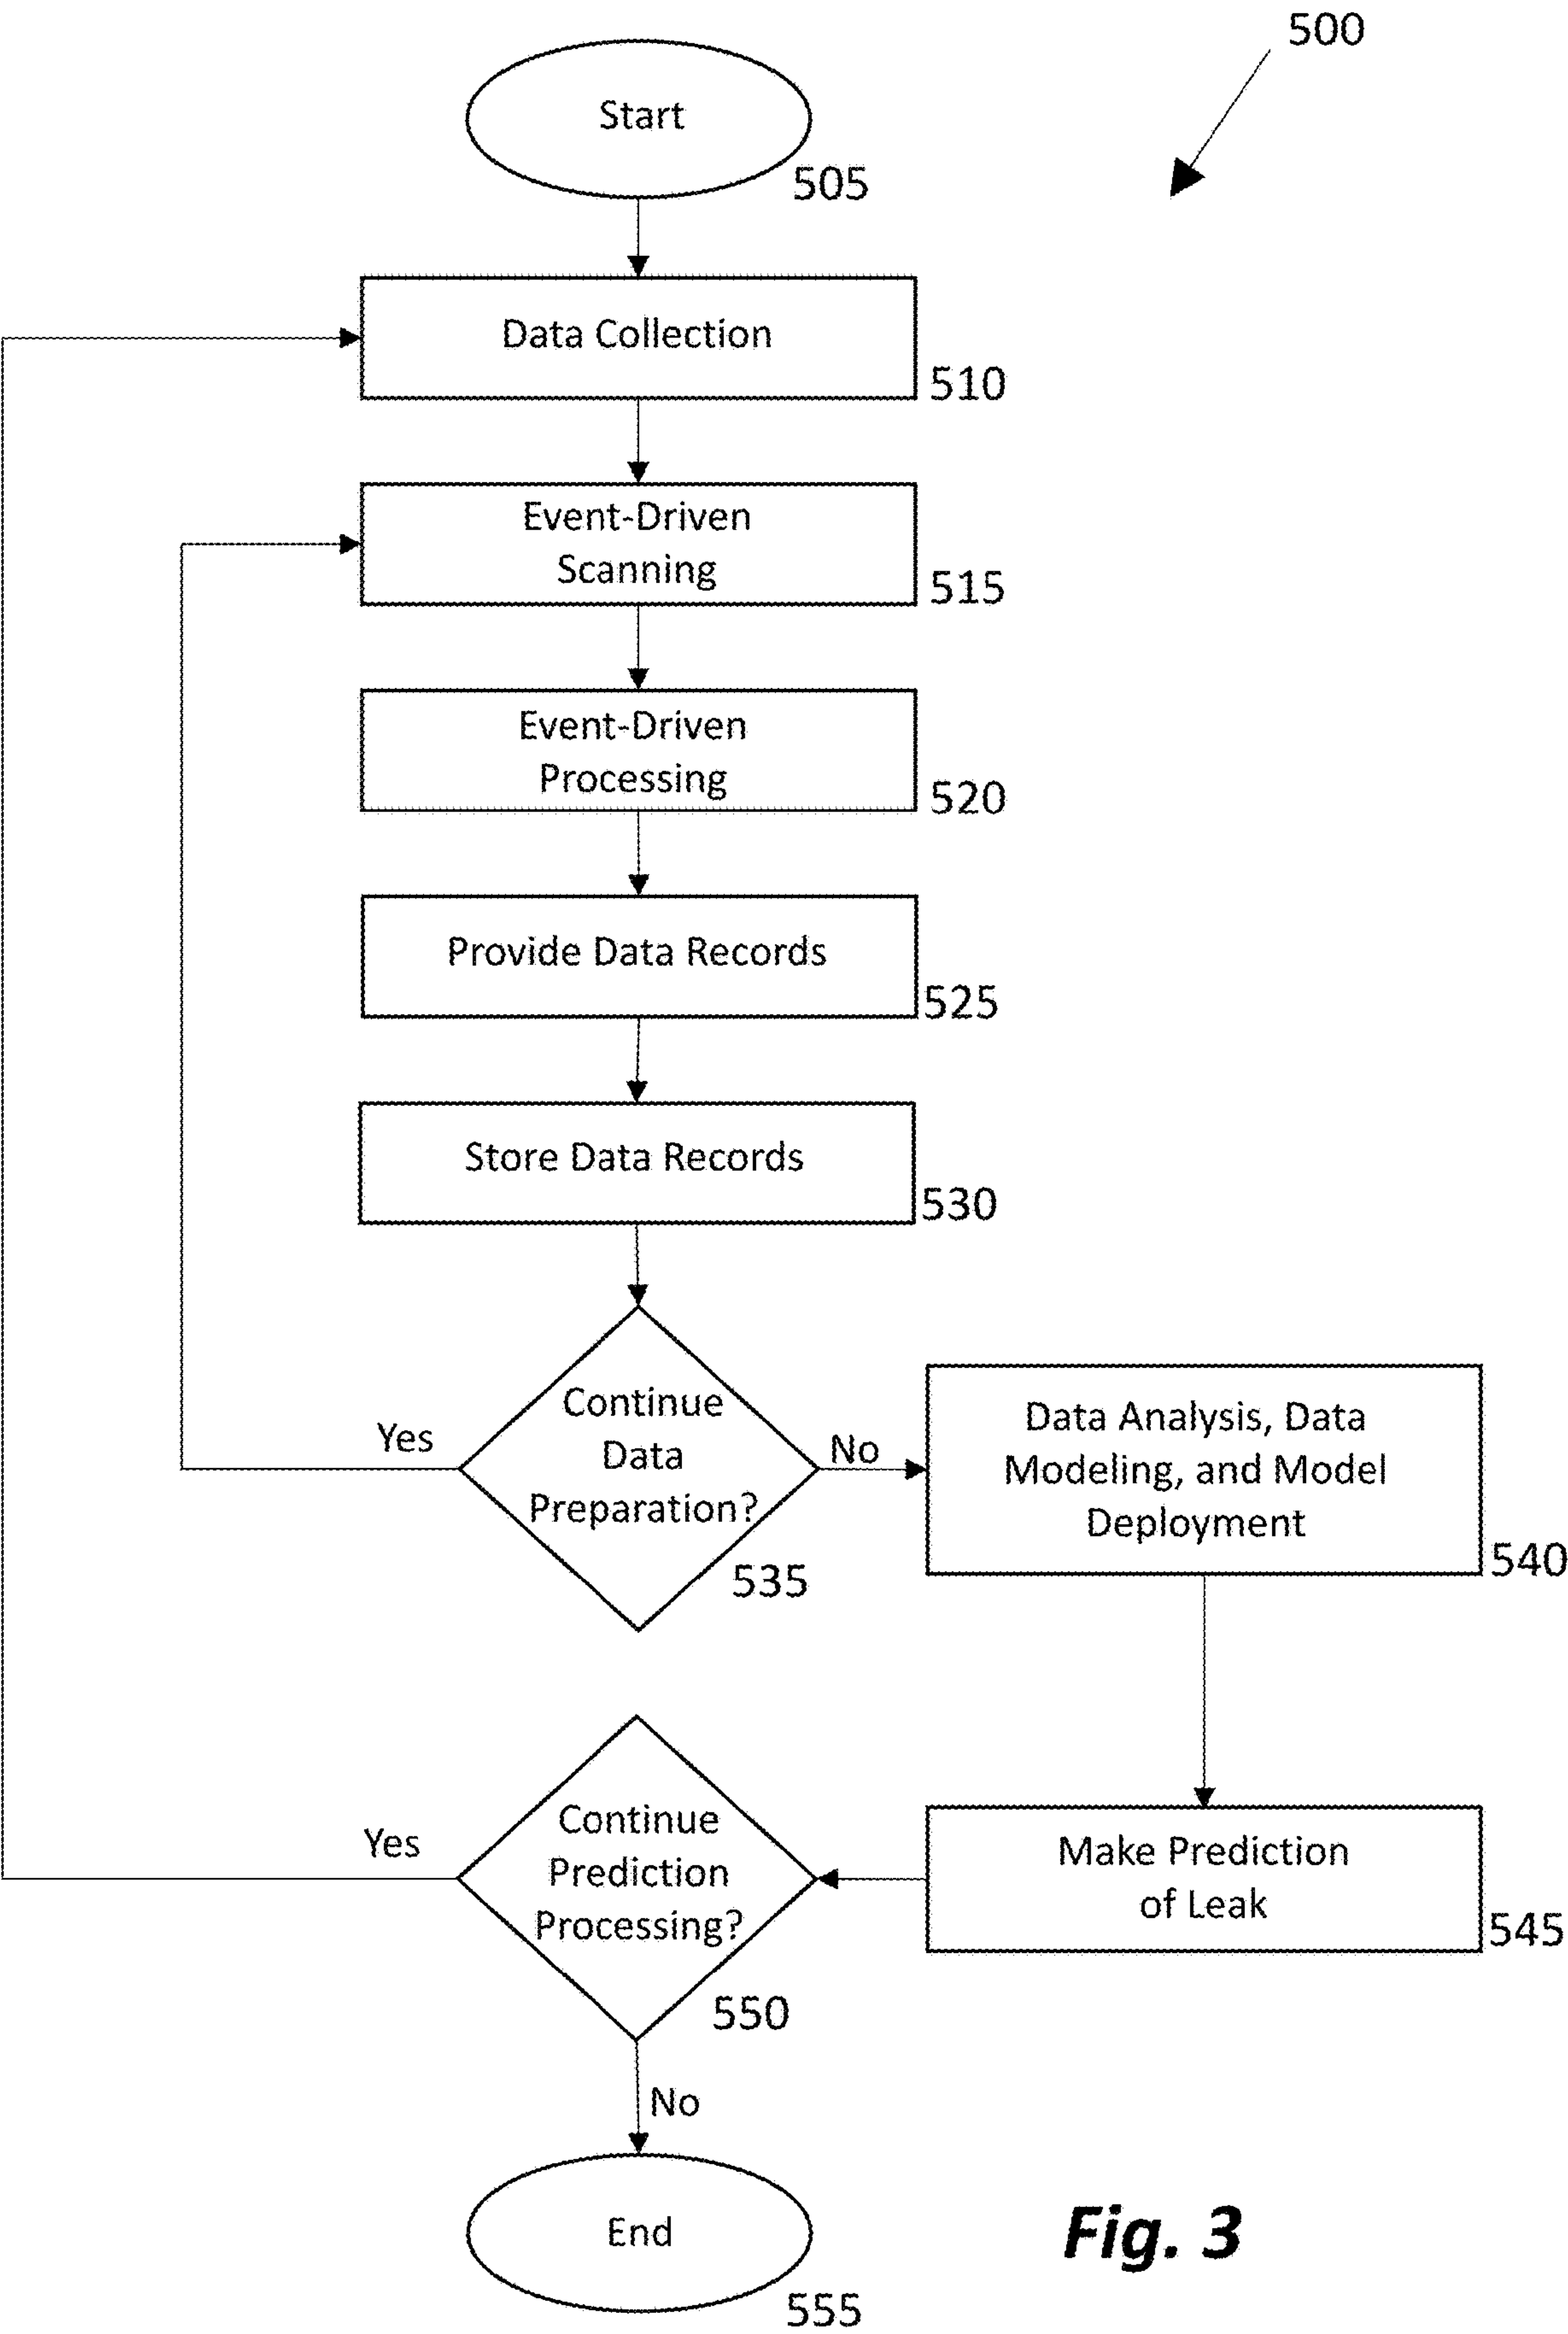 500
Start
505
Data Collection
510
Event-Driven
Scanning
515
Event-Driven
Processing
520
Provide Data Records
525
Store Data Records
530
Continue
Data
Preparation?
535
Yes
No
Data Analysis, Data
Modeling, and Model
Deployment
540
Make Prediction
of Leak
545
Continue
Prediction
Processing?
550
Yes
No
End
555
Fig. 3